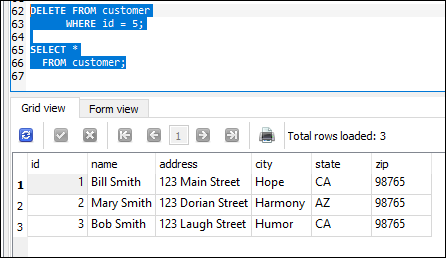 62 DELETE FROM customer
63 WHERE id = 5;
64
65 SELECT *
66 FROM customer;
67
Grid view Form view
1 Total rows loaded: 3
id name address city state zip
1 1 Bill Smith 123 Main Street Hope CA 98765
2 2 Mary Smith 123 Dorian Street Harmony AZ 98765
3 3 Bob Smith 123 Laugh Street Humor CA 98765